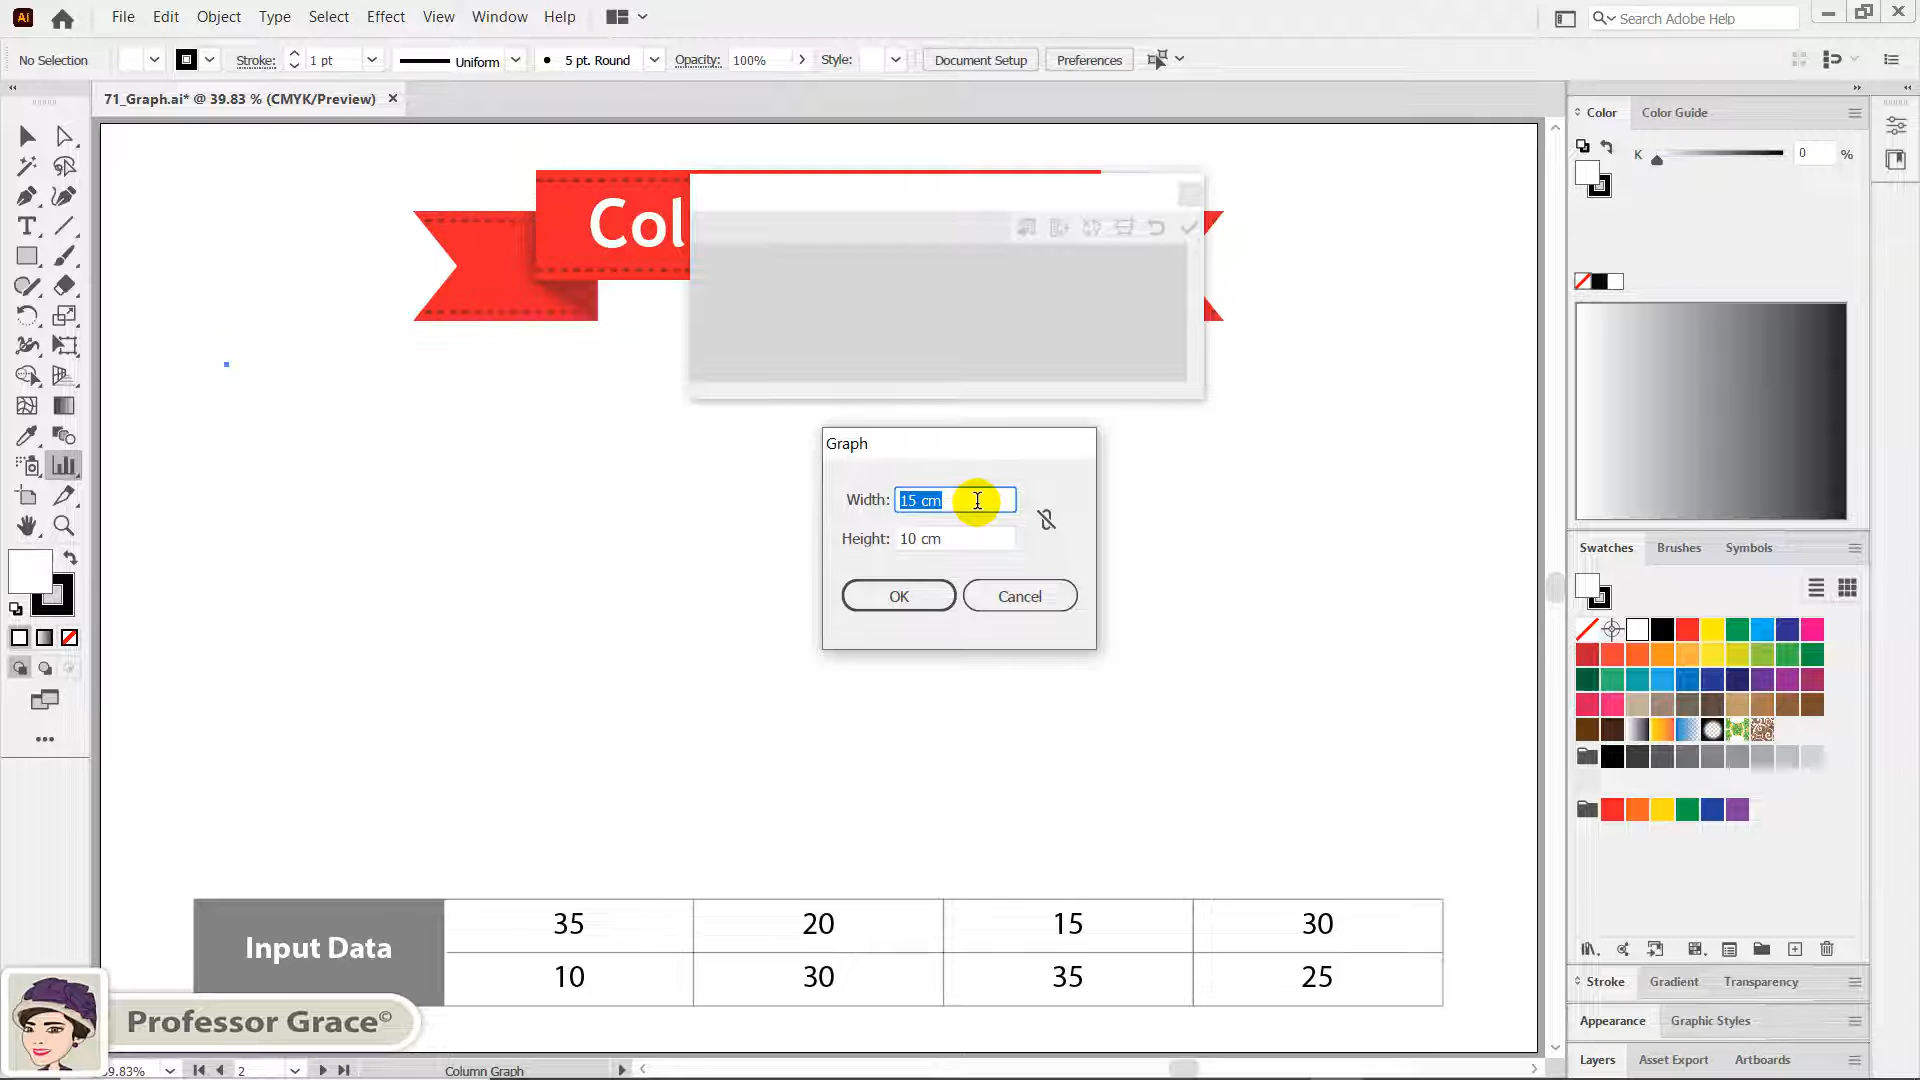 Ai File Edit Object Type Select Effect View Window Help Search Adobe Help
No Selection Stroke: 1 pt Uniform 5 pt. Round Opacity: 100% Style: Document Setup Preferences
71_Graph.ai* @ 39.83 % (CMYK/Preview)
Color Color Guide
K 0 %
Col
Graph
Width: 15 cm
Height: 10 cm
OK Cancel
Swatches Brushes Symbols
Input Data
35 20 15 30
10 30 35 25
Stroke Gradient Transparency
Appearance Graphic Styles
Layers Asset Export Artboards
Professor Grace©
39.83% 2 Column Graph